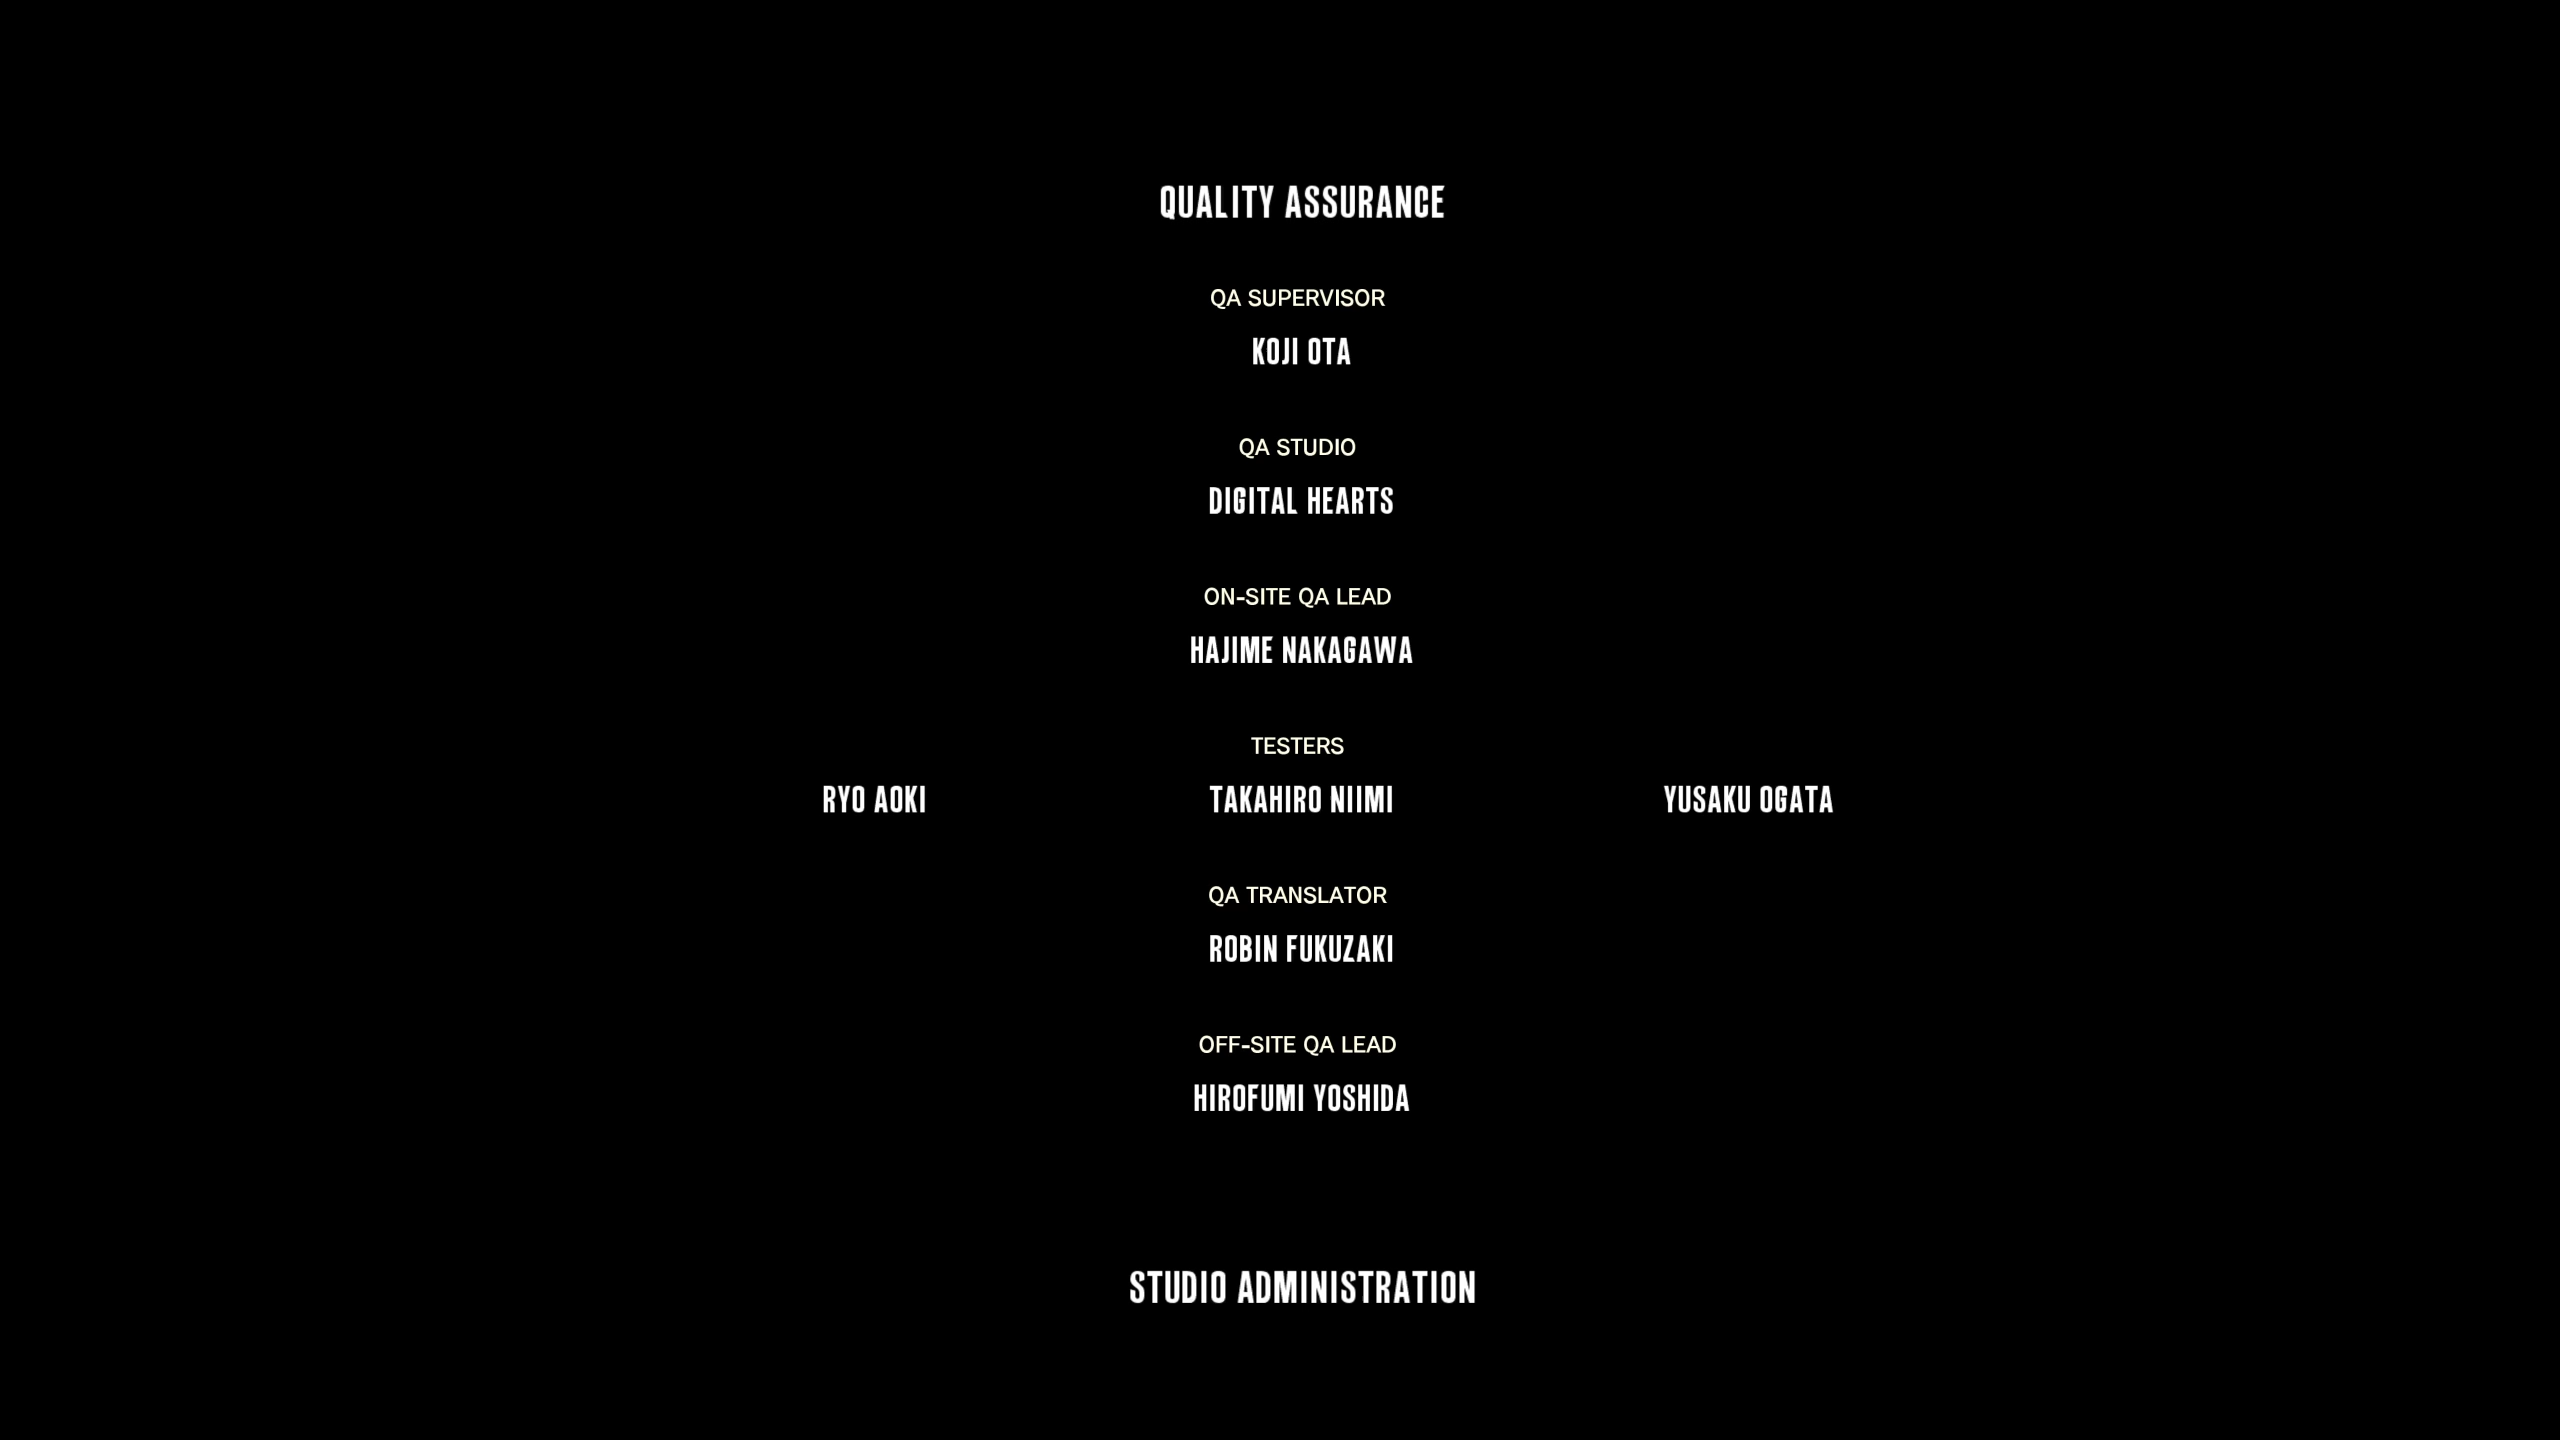 QUALITY ASSURANCE
QA SUPERVISOR
KOJI OTA
QA STUDIO
DIGITAL HEARTS
ON-SITE QA LEAD
HAJIME NAKAGAWA
TESTERS
RYO AOKI TAKAHIRO NIIMI YUSAKU OGATA
QA TRANSLATOR
ROBIN FUKUZAKI
OFF-SITE QA LEAD
HIROFUMI YOSHIDA
STUDIO ADMINISTRATION